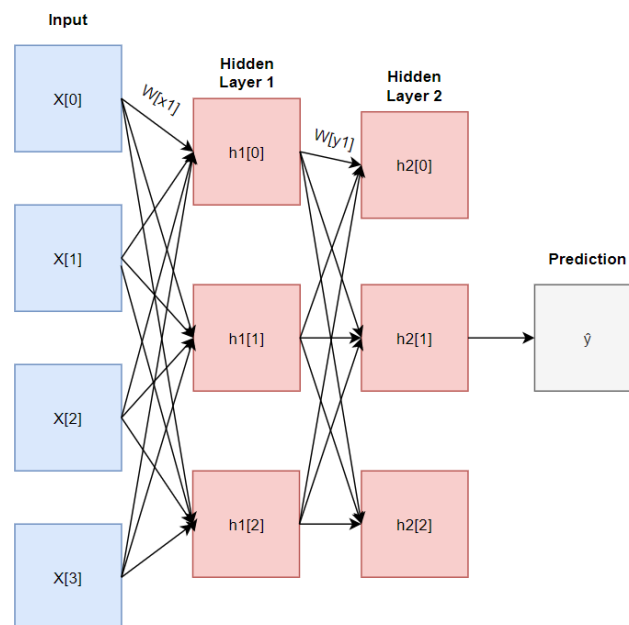 Input
Hidden
Layer 1
Hidden
Layer 2
Prediction
X[0]
X[1]
X[2]
X[3]
W[x1]
h1[0]
h1[1]
h1[2]
W[y1]
h2[0]
h2[1]
h2[2]
ŷ